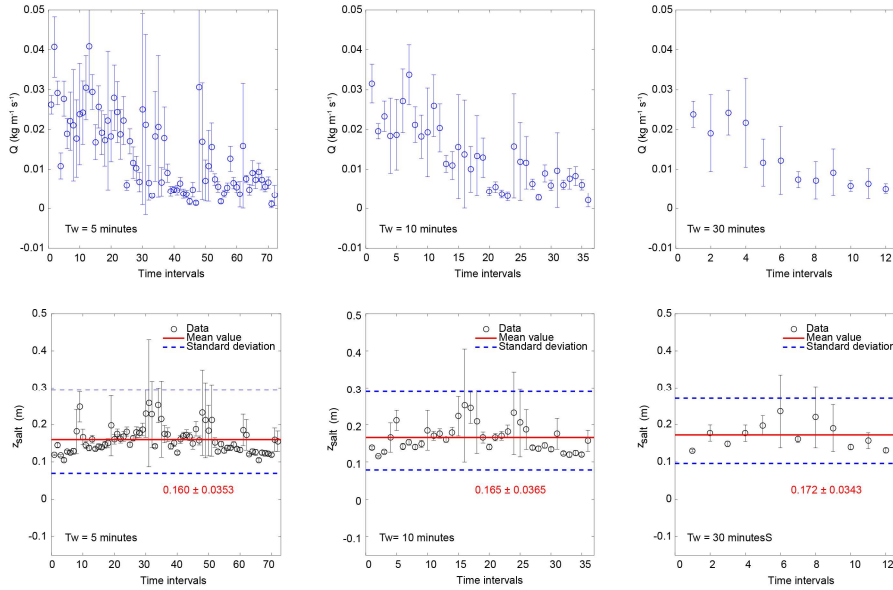 0.05
0.04
0.03
0.02
0.01
0
-0.01
Q (kg m⁻¹ s)
Tw = 5 minutes
0 10 20 30 40 50 60 70
Time intervals
0.05
0.04
0.03
0.02
0.01
0
-0.01
Q (kg m⁻¹ s)
Tw = 10 minutes
0 5 10 15 20 25 30 35
Time intervals
0.05
0.04
0.03
0.02
0.01
0
-0.01
Q (kg m⁻¹ s)
Tw = 30 minutes
0 2 4 6 8 10 12
Time intervals
0.5
0.4
0.3
0.2
0.1
0
-0.1
zsalt (m)
Data
Mean value
Standard deviation
0.160 ± 0.0353
Tw = 5 minutes
0 10 20 30 40 50 60 70
Time intervals
0.5
0.4
0.3
0.2
0.1
0
-0.1
zsalt (m)
Data
Mean value
Standard deviation
0.165 ± 0.0365
Tw= 10 minutes
0 5 10 15 20 25 30 35
Time intervals
0.5
0.4
0.3
0.2
0.1
0
-0.1
zsalt (m)
Data
Mean value
Standard deviation
0.172 ± 0.0343
Tw = 30 minutesS
0 2 4 6 8 10 12
Time intervals